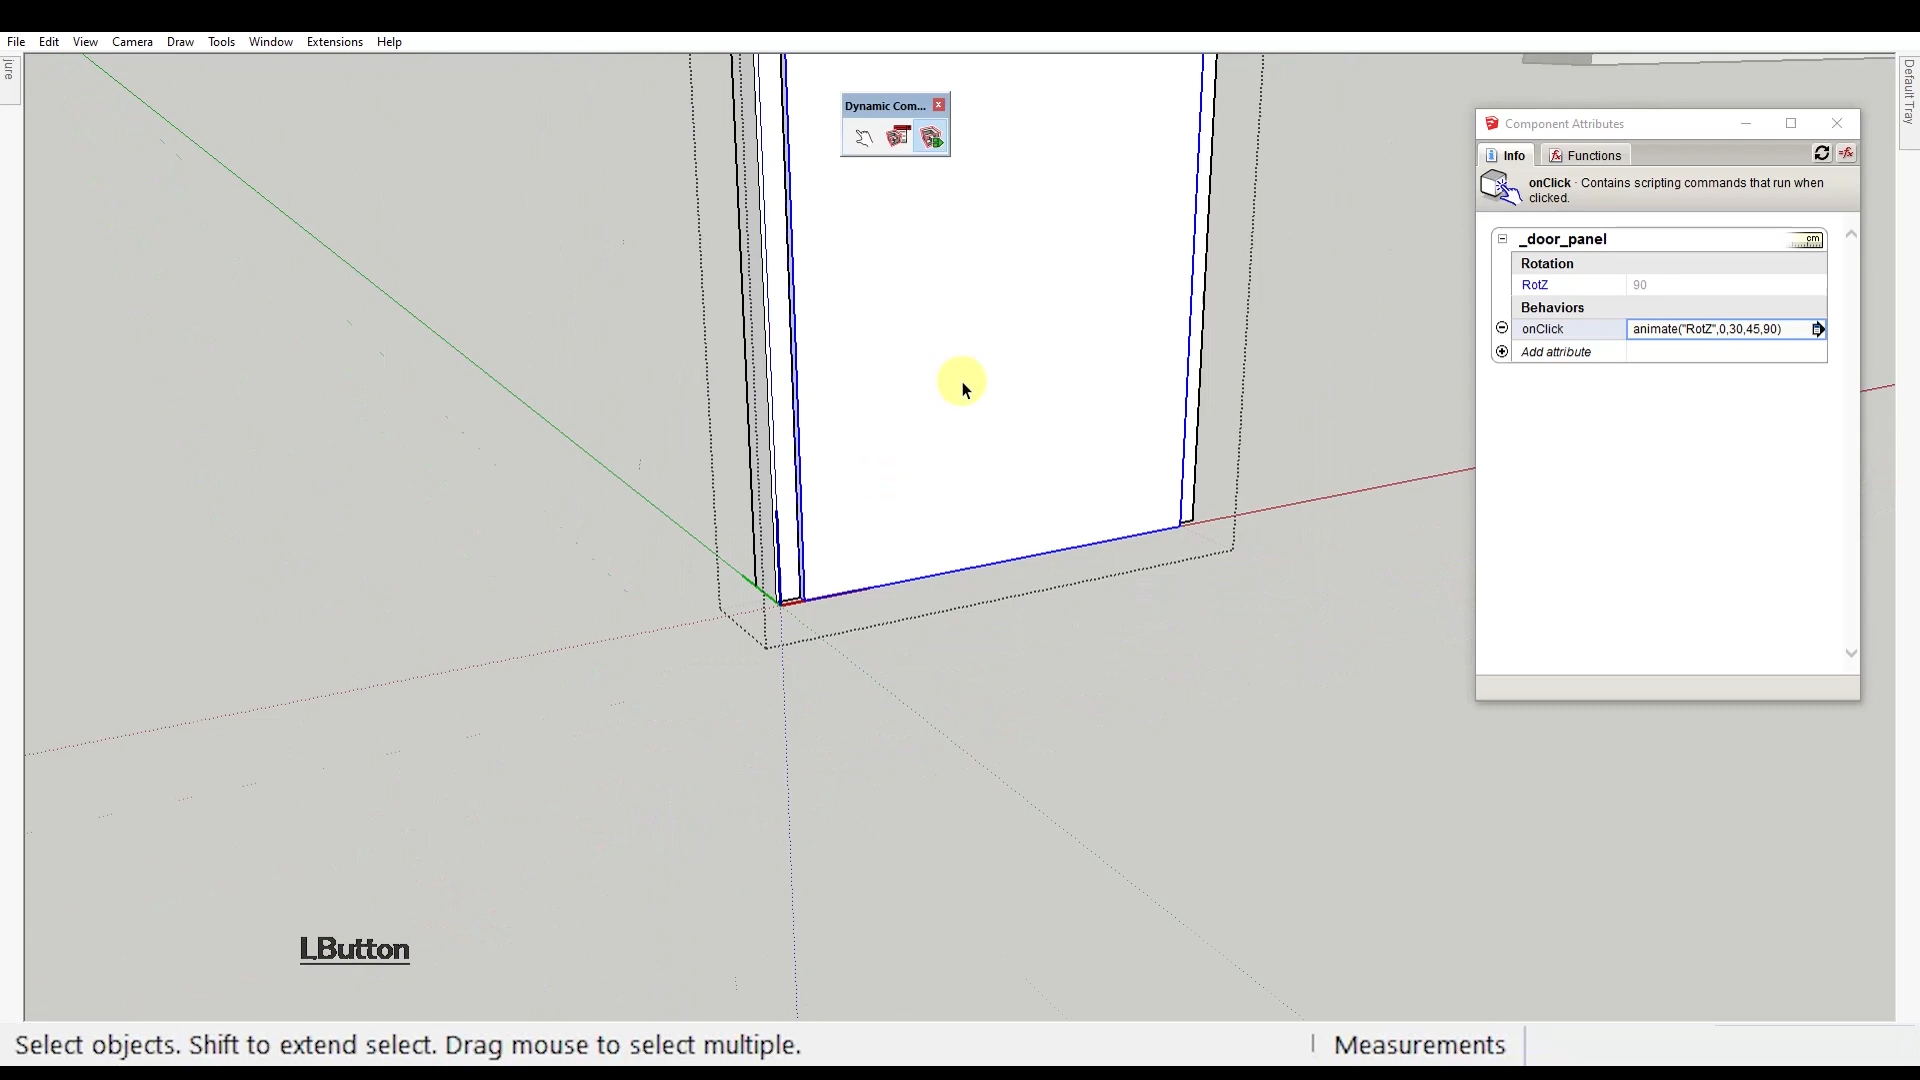 File Edit View Camera Draw Tools Window Extensions Help
jure
Default Tray
Dynamic Com...
Component Attributes
Info Functions
onClick · Contains scripting commands that run when
clicked.
_door_panel cm
Rotation
RotZ 90
Behaviors
onClick animate("RotZ",0,30,45,90)
Add attribute
LButton
Select objects. Shift to extend select. Drag mouse to select multiple. Measurements